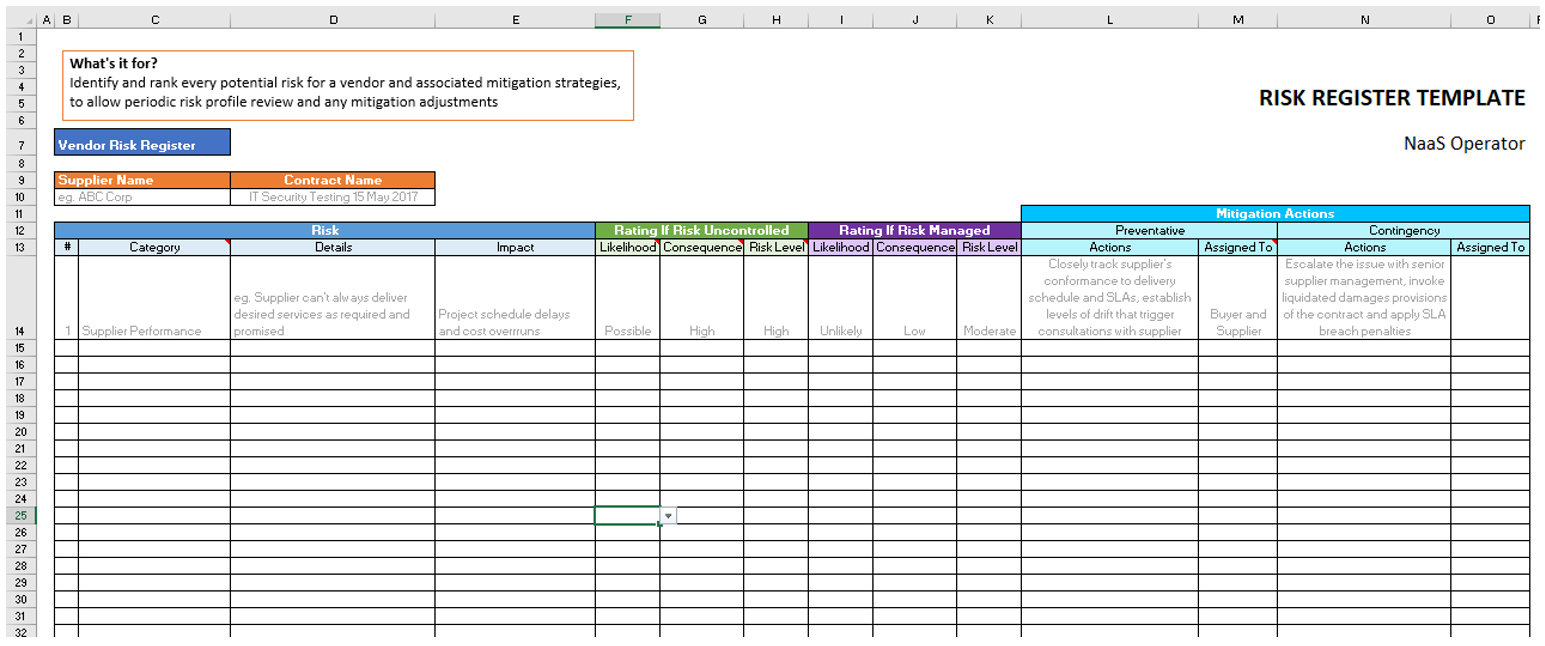 A B C D E F G H I J K L M N O
1
2
What's it for?
3
Identify and rank every potential risk for a vendor and associated mitigation strategies,
4
to allow periodic risk profile review and any mitigation adjustments
5
RISK REGISTER TEMPLATE
6
7 Vendor Risk Register NaaS Operator
8
9 Supplier Name Contract Name
10 eg. ABC Corp IT Security Testing 15 May 2017
11 Mitigation Actions
12 Risk Rating If Risk Uncontrolled Rating If Risk Managed Preventative Contingency
13 # Category Details Impact Likelihood Consequence Risk Level Likelihood Consequence Risk Level Actions Assigned To Actions Assigned To
14 1 Supplier Performance
eg. Supplier can't always deliver
desired services as required and
promised
Project schedule delays
and cost overrruns
Possible High High Unlikely Low Moderate
Closely track supplier's
conformance to delivery
schedule and SLAs, establish
levels of drift that trigger
consultations with supplier
Buyer and
Supplier
Escalate the issue with senior
supplier management, invoke
liquidated damages provisions
of the contract and apply SLA
breach penalties
15
16
17
18
19
20
21
22
23
24
25
26
27
28
29
30
31
32